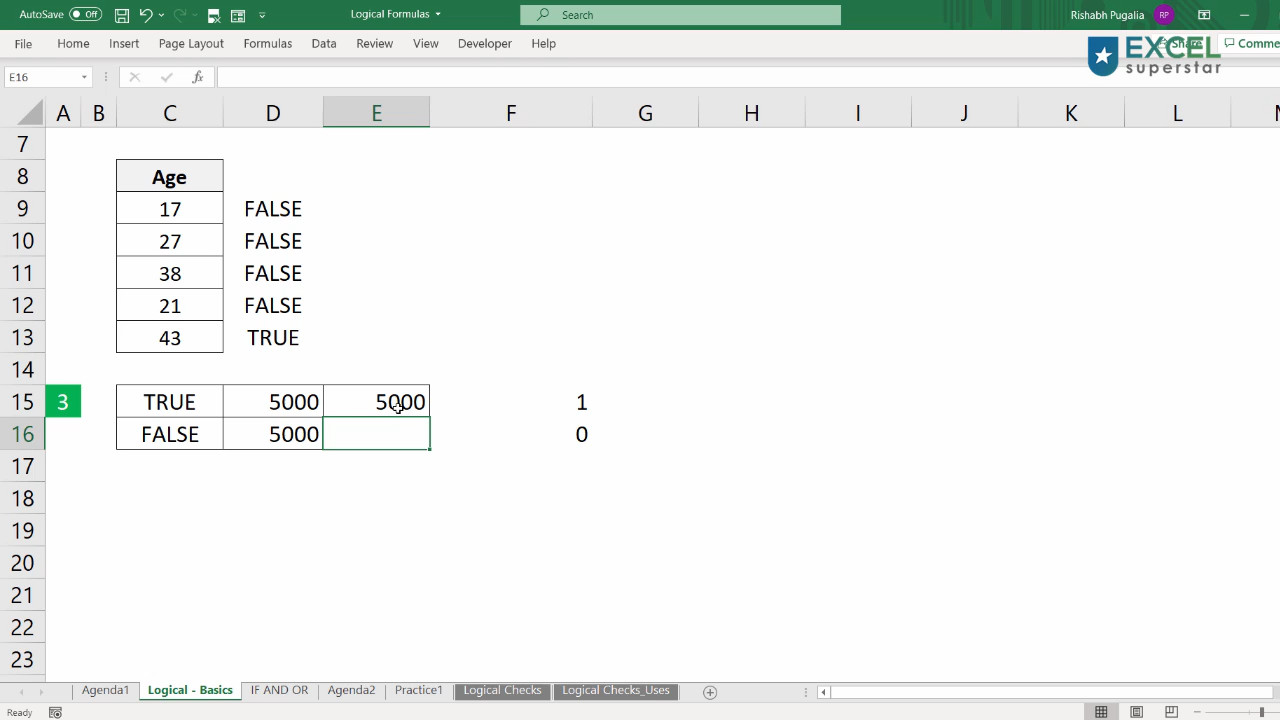 AutoSave Off Logical Formulas Search Rishabh Pugalia RP
File Home Insert Page Layout Formulas Data Review View Developer Help Share Comme
EXCEL
superstar
E16 fx
A B C D E F G H I J K L M
7
8 Age
9 17 FALSE
10 27 FALSE
11 38 FALSE
12 21 FALSE
13 43 TRUE
14
15 3 TRUE 5000 5000 1
16 FALSE 5000 0
17
18
19
20
21
22
23
Agenda1 Logical - Basics IF AND OR Agenda2 Practice1 Logical Checks Logical Checks_Uses
Ready